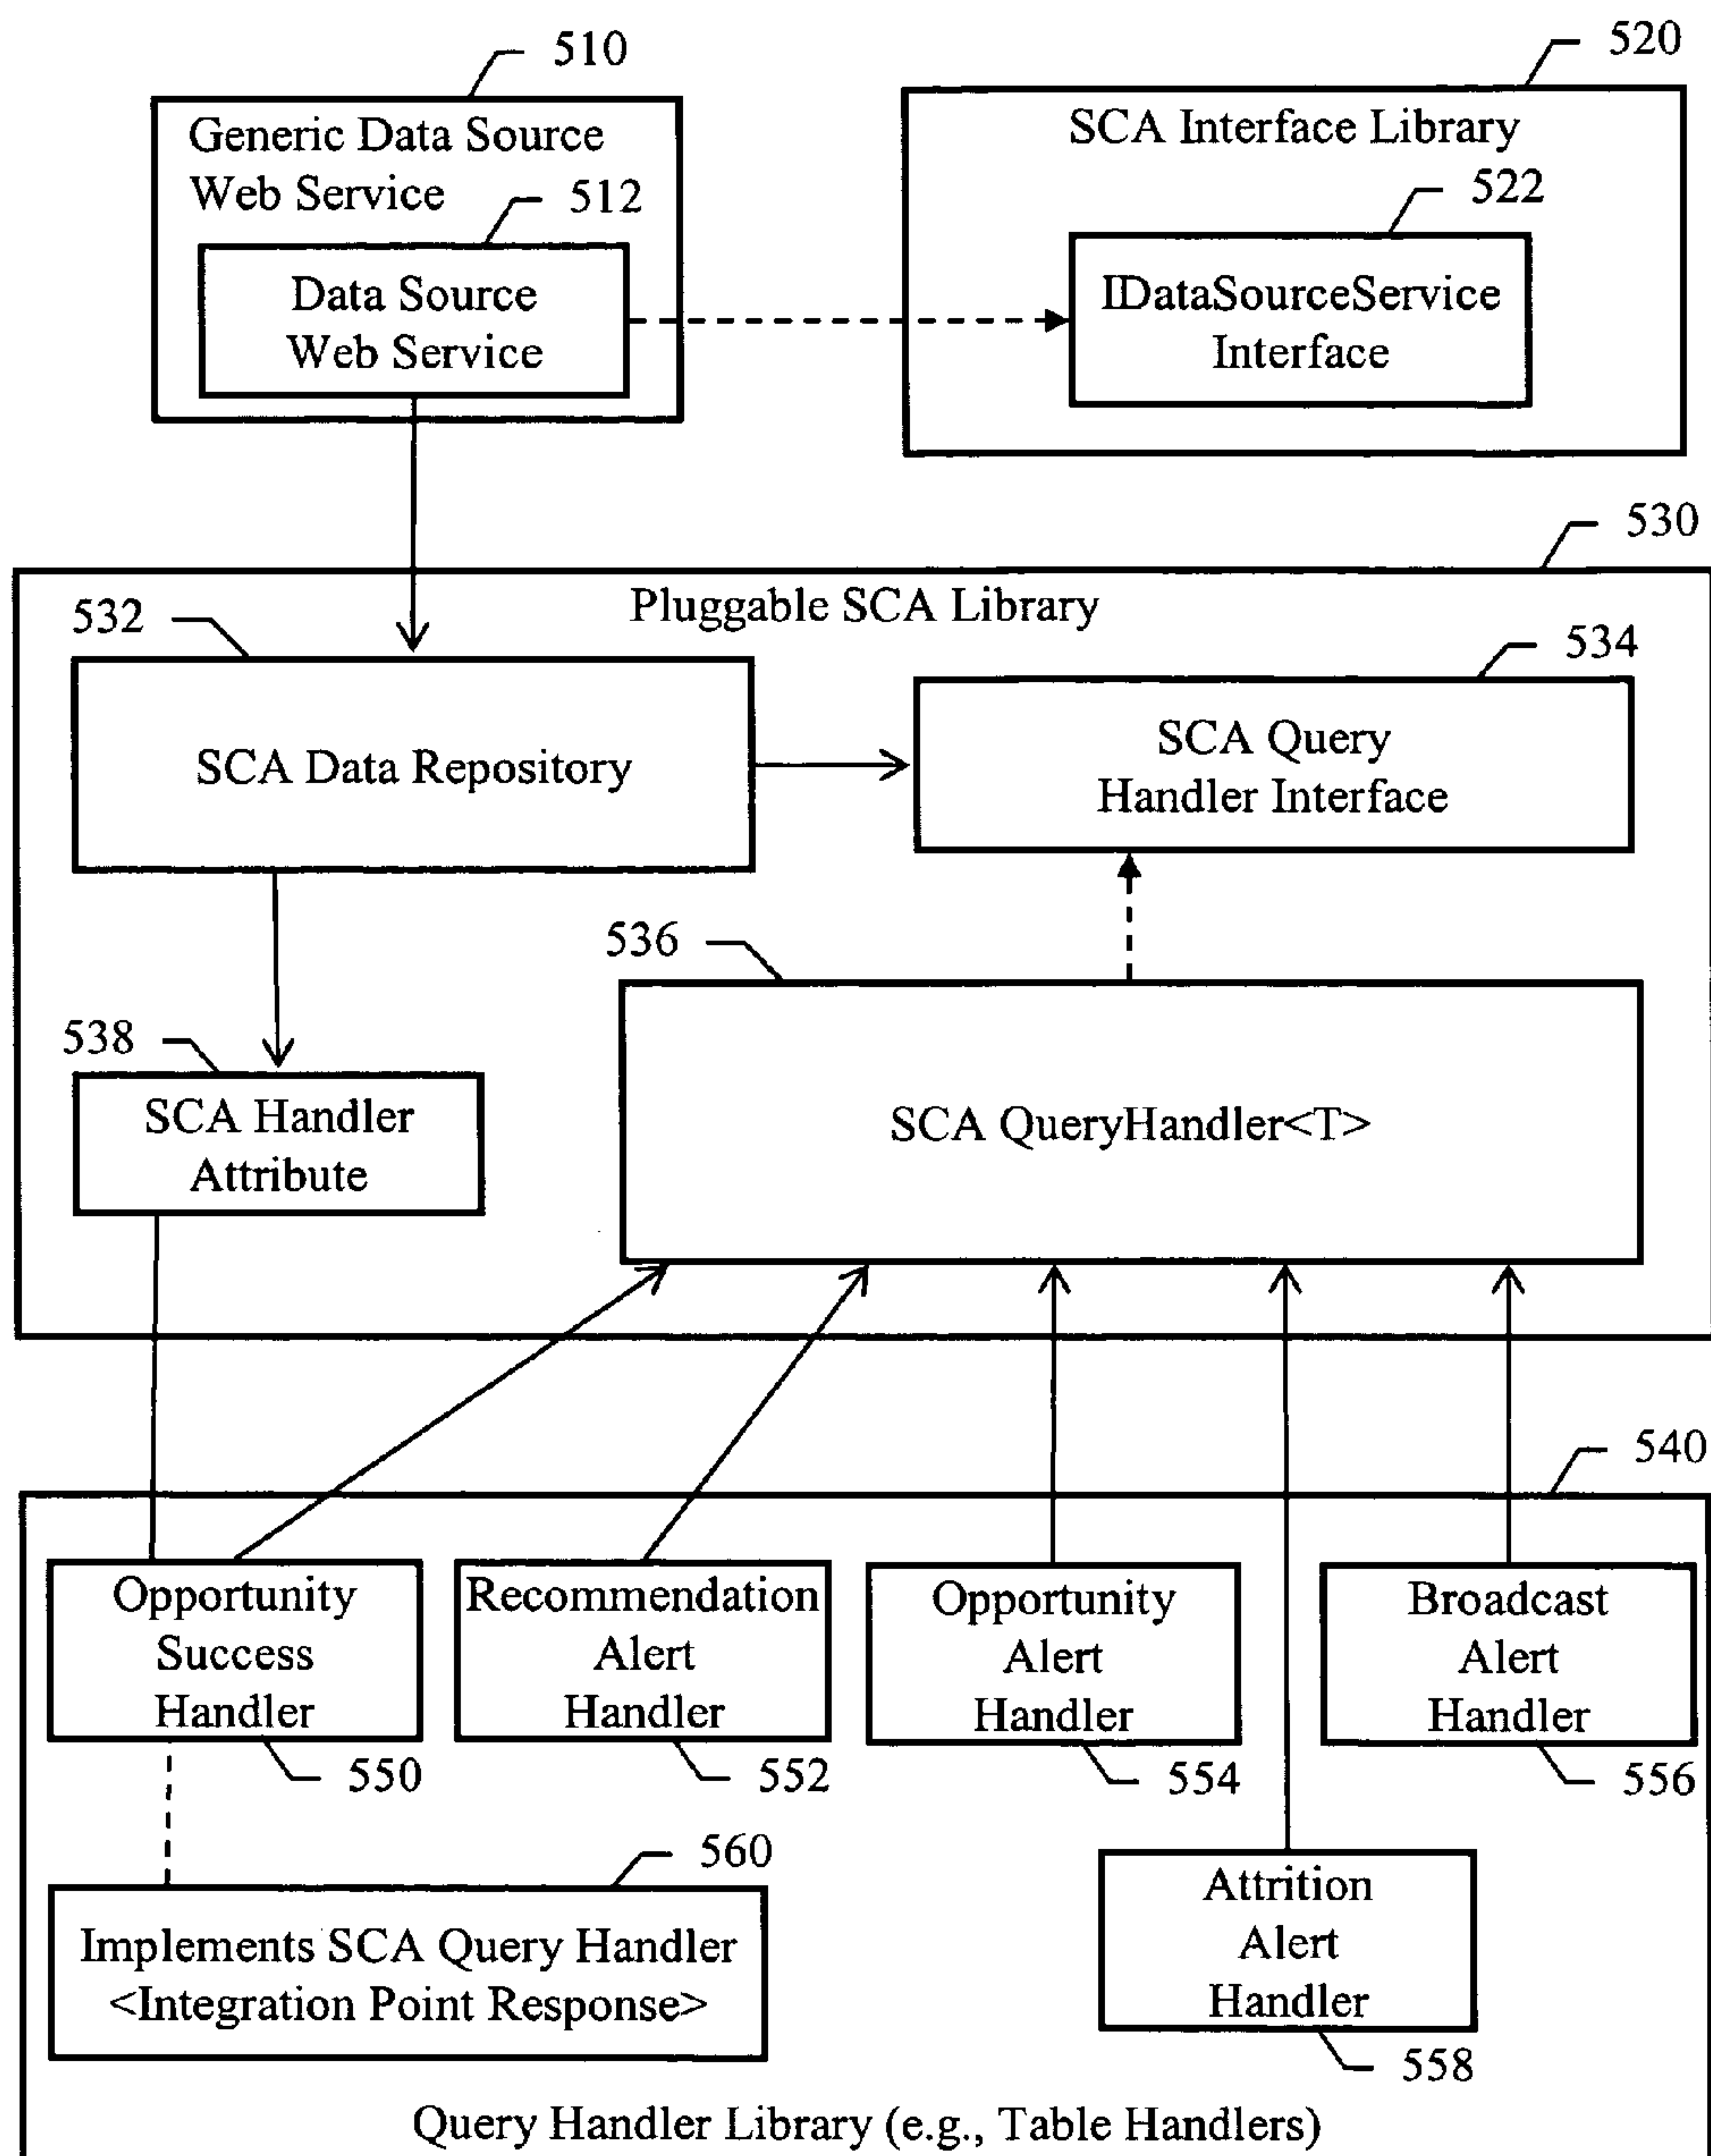 510
520
Generic Data Source
Web Service
512
Data Source
Web Service
SCA Interface Library
522
IDataSourceService
Interface
530
Pluggable SCA Library
532
534
SCA Data Repository
SCA Query
Handler Interface
536
538
SCA Handler
Attribute
SCA QueryHandler<T>
540
Opportunity
Success
Handler
550
Recommendation
Alert
Handler
552
Opportunity
Alert
Handler
554
Broadcast
Alert
Handler
556
560
Implements SCA Query Handler
<Integration Point Response>
Attrition
Alert
Handler
558
Query Handler Library (e.g., Table Handlers)